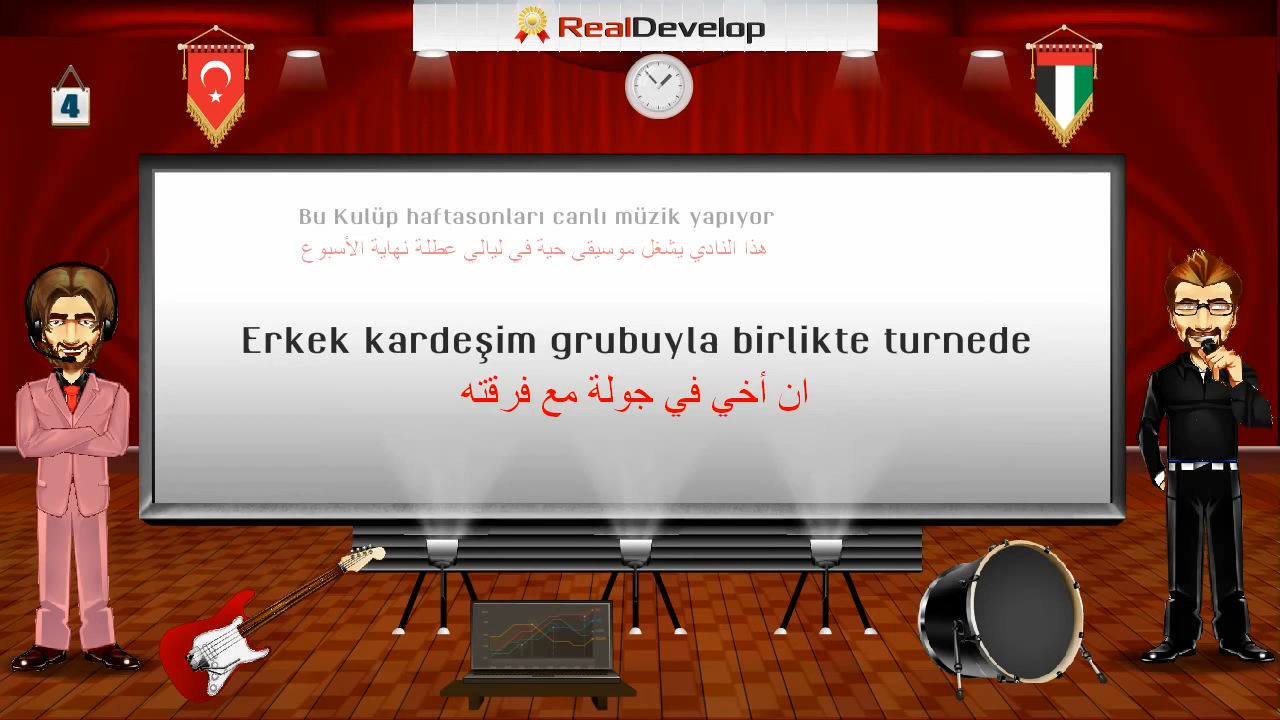 RealDevelop
4
Bu Kulüp haftasonları canlı müzik yapıyor
هذا النادي يشغل موسيقى حية في ليالي عطلة نهاية الأسبوع
Erkek kardeşim grubuyla birlikte turnede
ان أخي في جولة مع فرقته